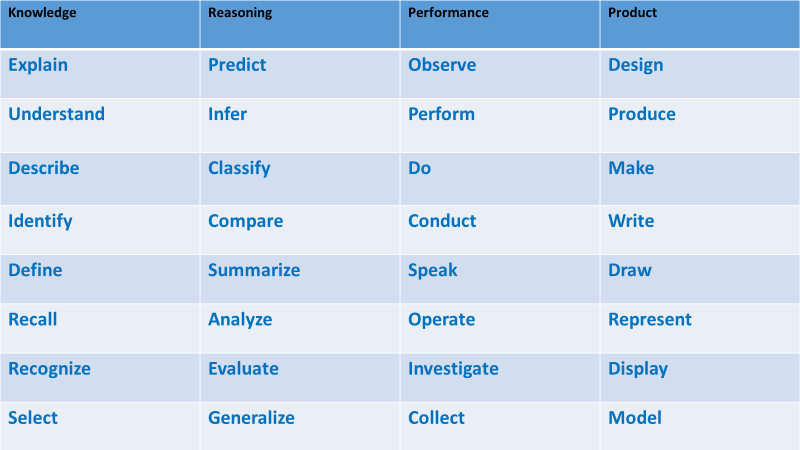 Knowledge Reasoning Performance Product
Explain Predict Observe Design
Understand Infer Perform Produce
Describe Classify Do Make
Identify Compare Conduct Write
Define Summarize Speak Draw
Recall Analyze Operate Represent
Recognize Evaluate Investigate Display
Select Generalize Collect Model